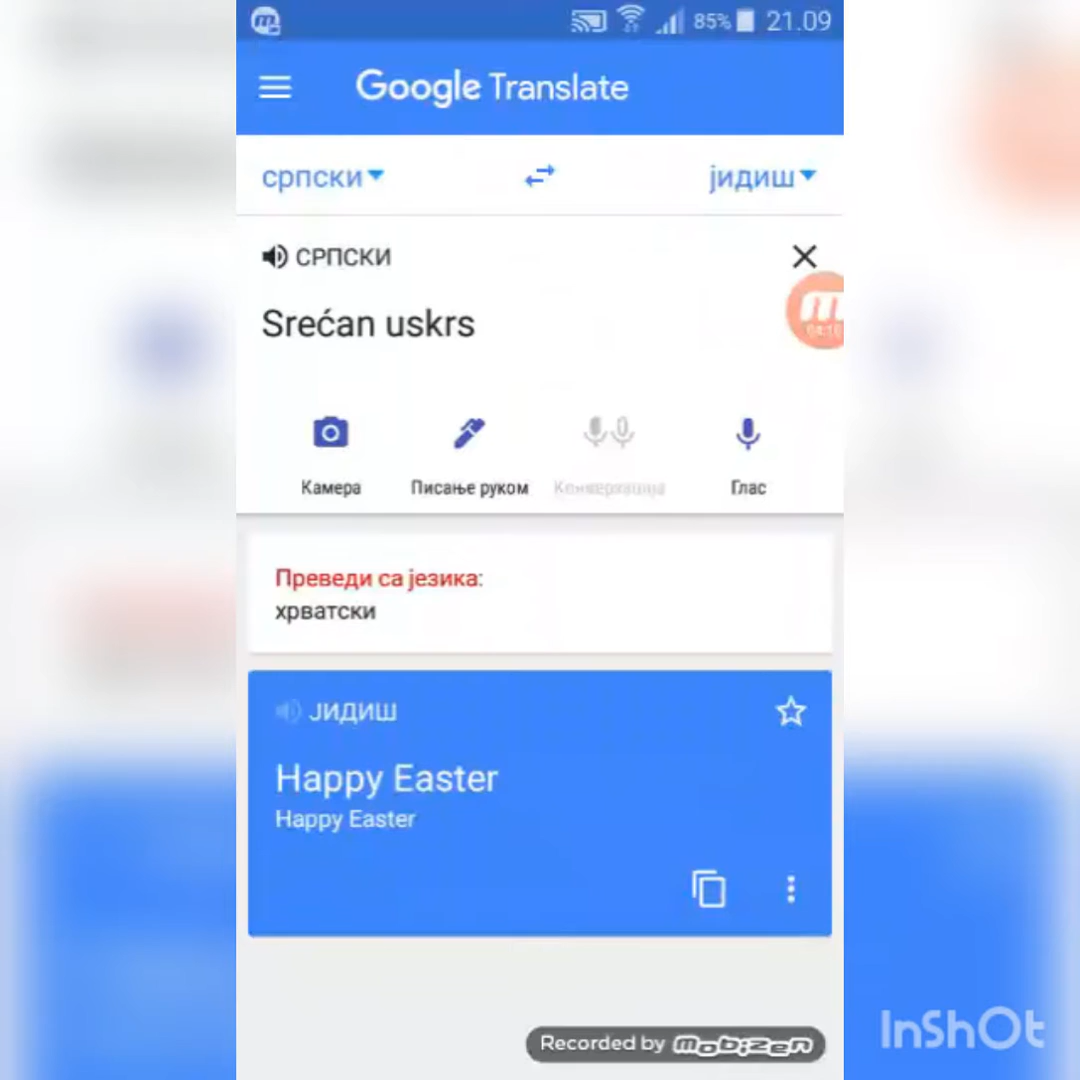 85% 21.09
Google Translate
српски јидиш
СРПСКИ
Srećan uskrs
Камера Писање руком Конверзација Глас
Преведи са језика:
хрватски
ЈИДИШ
Happy Easter
Happy Easter
Recorded by mobizen
InShOt